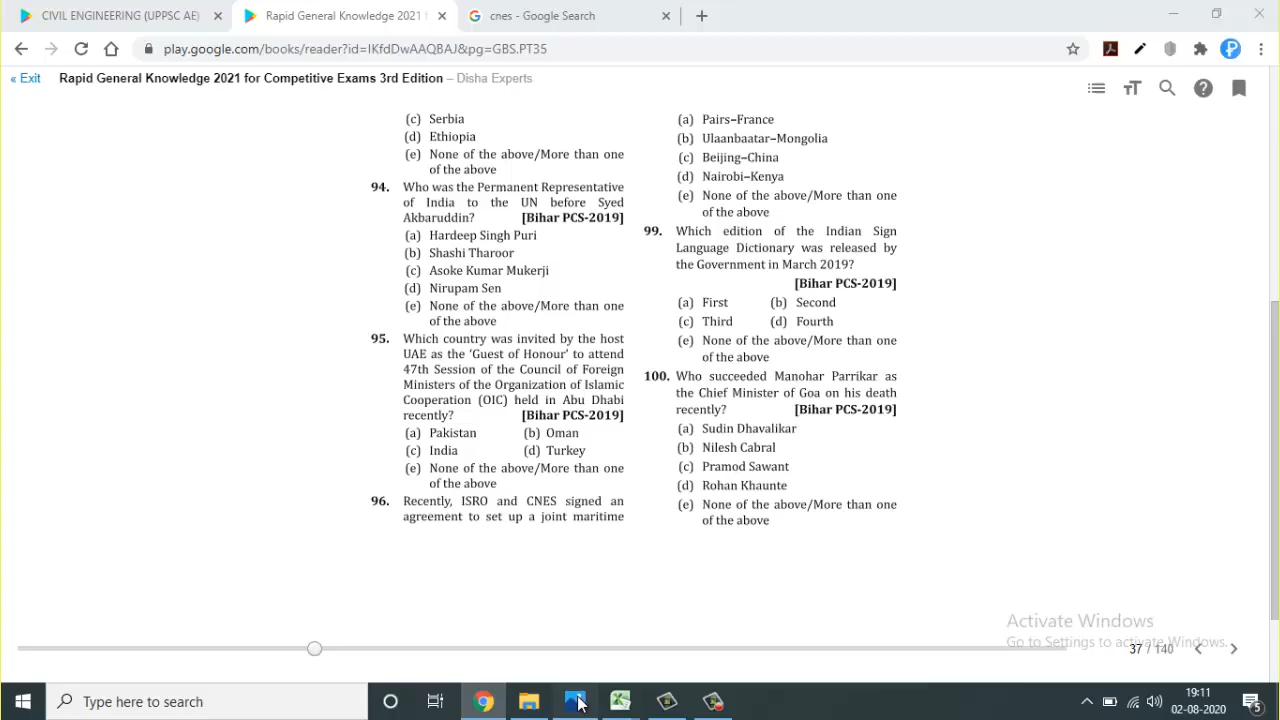 CIVIL ENGINEERING (UPPSC AE)
Rapid General Knowledge 2021 f
cnes - Google Search
play.google.com/books/reader?id=IKfdDwAAQBAJ&pg=GBS.PT35
« Exit Rapid General Knowledge 2021 for Competitive Exams 3rd Edition – Disha Experts
(c) Serbia
(d) Ethiopia
(e) None of the above/More than one
of the above
94. Who was the Permanent Representative
of India to the UN before Syed
Akbaruddin? [Bihar PCS-2019]
(a) Hardeep Singh Puri
(b) Shashi Tharoor
(c) Asoke Kumar Mukerji
(d) Nirupam Sen
(e) None of the above/More than one
of the above
95. Which country was invited by the host
UAE as the ‘Guest of Honour’ to attend
47th Session of the Council of Foreign
Ministers of the Organization of Islamic
Cooperation (OIC) held in Abu Dhabi
recently? [Bihar PCS-2019]
(a) Pakistan (b) Oman
(c) India (d) Turkey
(e) None of the above/More than one
of the above
96. Recently, ISRO and CNES signed an
agreement to set up a joint maritime
(a) Pairs–France
(b) Ulaanbaatar–Mongolia
(c) Beijing–China
(d) Nairobi–Kenya
(e) None of the above/More than one
of the above
99. Which edition of the Indian Sign
Language Dictionary was released by
the Government in March 2019?
[Bihar PCS-2019]
(a) First (b) Second
(c) Third (d) Fourth
(e) None of the above/More than one
of the above
100. Who succeeded Manohar Parrikar as
the Chief Minister of Goa on his death
recently? [Bihar PCS-2019]
(a) Sudin Dhavalikar
(b) Nilesh Cabral
(c) Pramod Sawant
(d) Rohan Khaunte
(e) None of the above/More than one
of the above
Activate Windows
Go to Settings to activate Windows.
37 / 140
Type here to search
19:11
02-08-2020
5